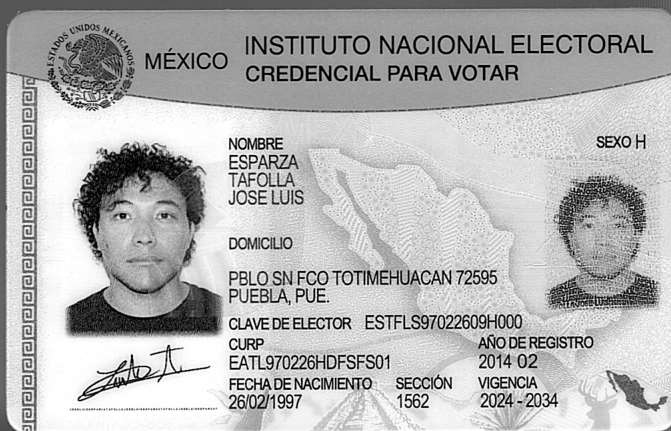 ESTADOS UNIDOS MEXICANOS
MÉXICO INSTITUTO NACIONAL ELECTORAL
CREDENCIAL PARA VOTAR
NOMBRE SEXO H
ESPARZA
TAFOLLA
JOSE LUIS
DOMICILIO
PBLO SN FCO TOTIMEHUACAN 72595
PUEBLA, PUE.
CLAVE DE ELECTOR ESTFLS97022609H000
CURP AÑO DE REGISTRO
EATL970226HDFSFS01 2014 02
FECHA DE NACIMIENTO SECCIÓN VIGENCIA
26/02/1997 1562 2024 - 2034